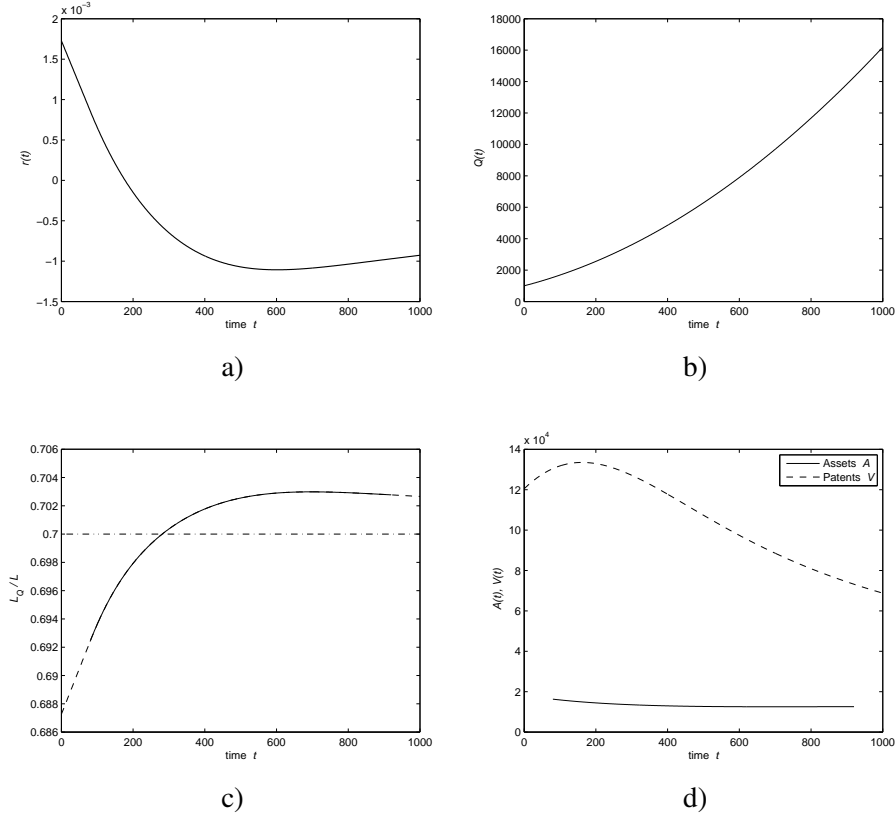 x 10⁻³
2
1.5
1
0.5
0
−0.5
−1
−1.5
r(t)
0 200 400 600 800 1000
time t
a)
18000
16000
14000
12000
10000
8000
6000
4000
2000
0
Q(t)
0 200 400 600 800 1000
time t
b)
0.706
0.704
0.702
0.7
0.698
0.696
0.694
0.692
0.69
0.688
0.686
L_Q / L
0 200 400 600 800 1000
time t
c)
x 10⁴
14
12
10
8
6
4
2
0
A(t), V(t)
Assets A
Patents V
0 200 400 600 800 1000
time t
d)